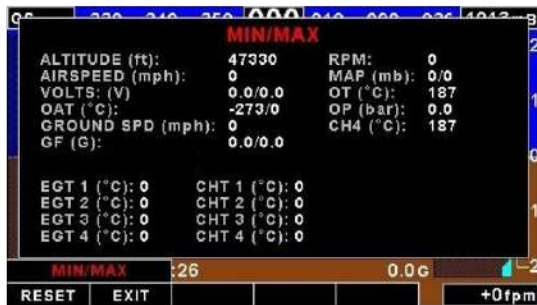 MIN/MAX
ALTITUDE (ft): 47330 RPM: 0
AIRSPEED (mph): 0 MAP (mb): 0/0
VOLTS: (V) 0.0/0.0 OT (°C): 187
OAT (°C): -273/0 OP (bar): 0.0
GROUND SPD (mph): 0 CH4 (°C): 187
GF (G): 0.0/0.0
EGT 1 (°C): 0 CHT 1 (°C): 0
EGT 2 (°C): 0 CHT 2 (°C): 0
EGT 3 (°C): 0 CHT 3 (°C): 0
EGT 4 (°C): 0 CHT 4 (°C): 0
MIN/MAX :26 0.0G
RESET EXIT +0fpm